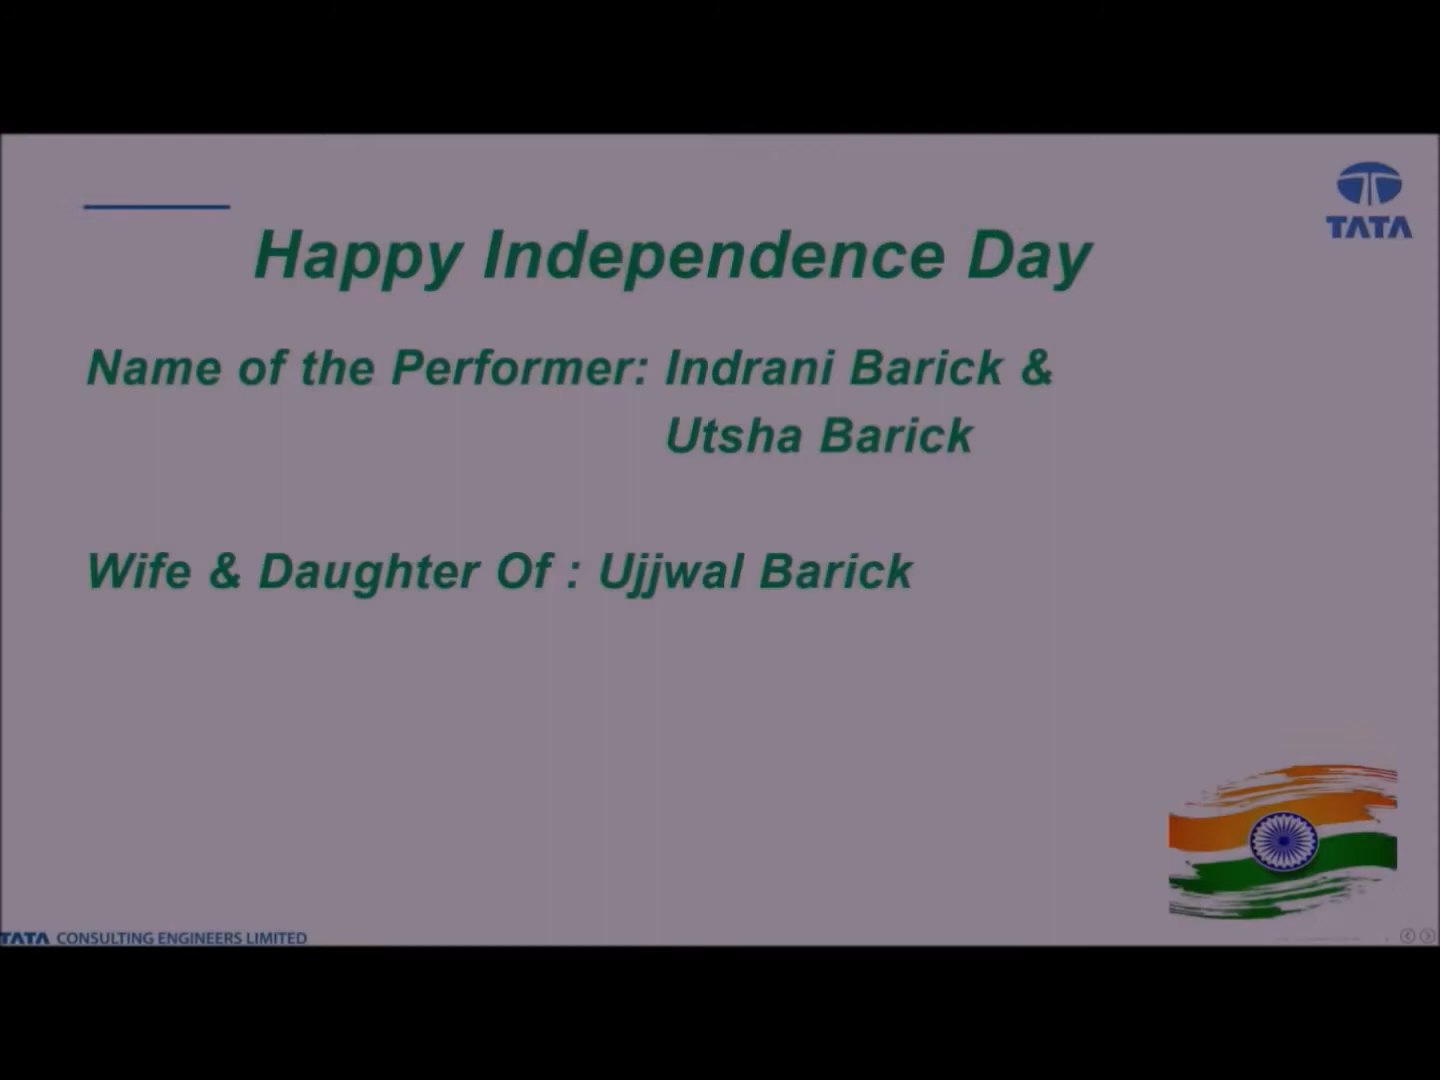 TATA
Happy Independence Day
Name of the Performer: Indrani Barick &
Utsha Barick
Wife & Daughter Of : Ujjwal Barick
TATA CONSULTING ENGINEERS LIMITED